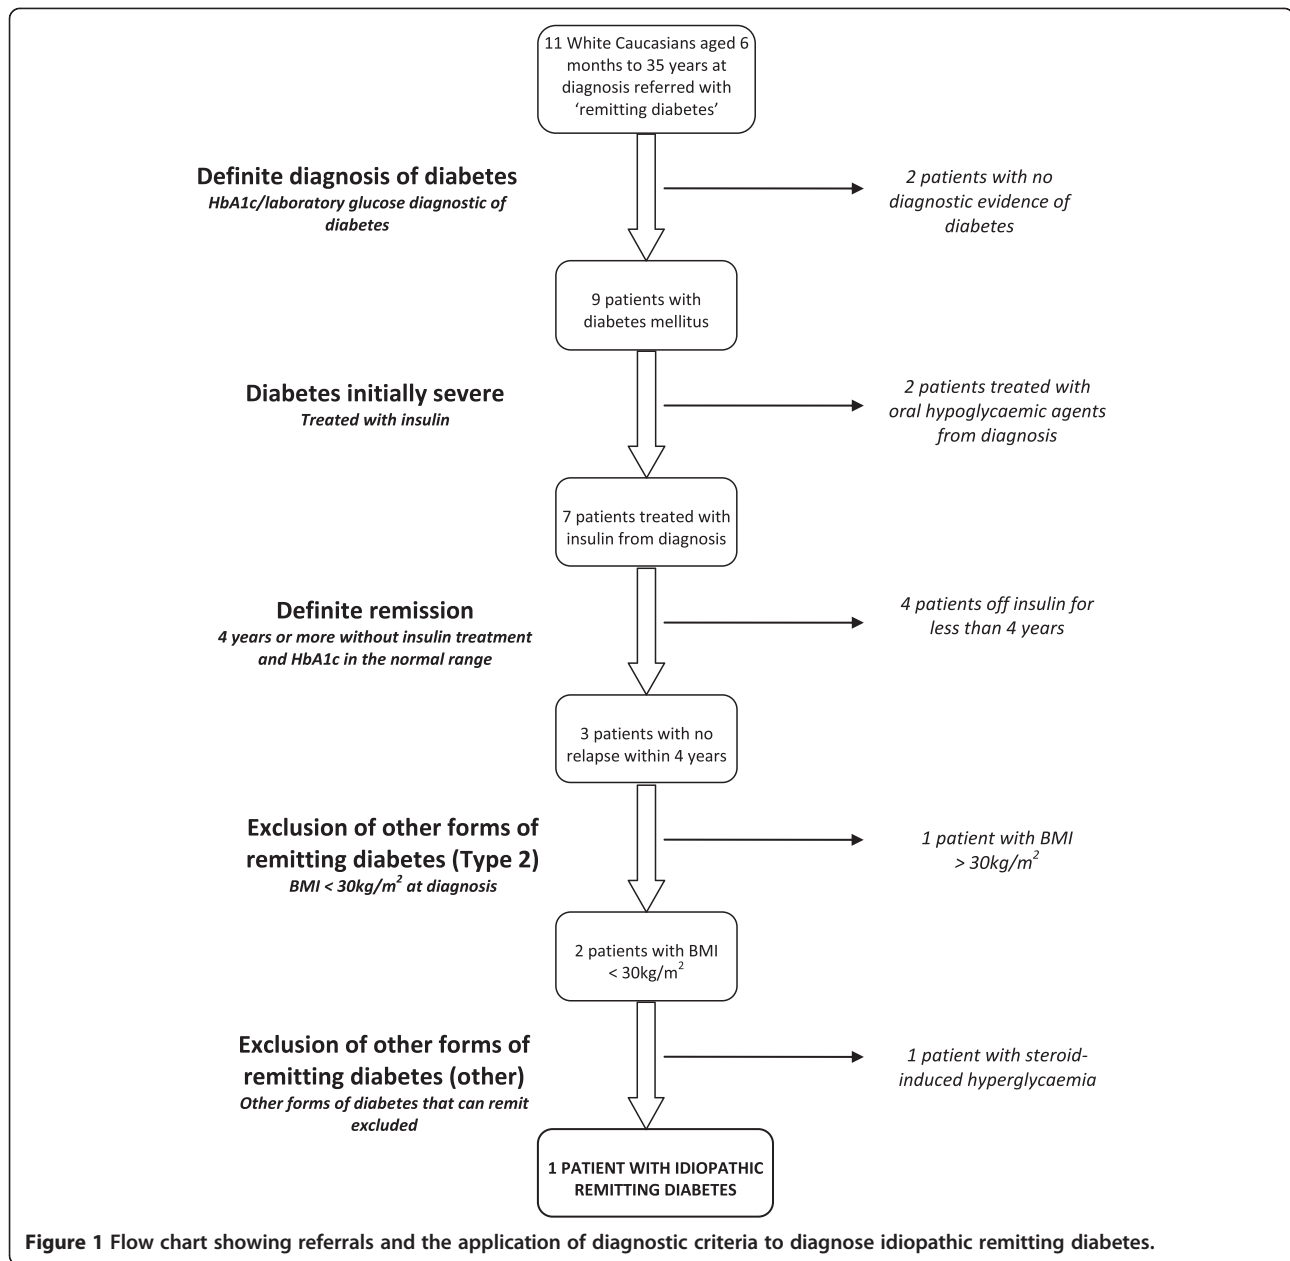 11 White Caucasians aged 6
months to 35 years at
diagnosis referred with
‘remitting diabetes’
Definite diagnosis of diabetes
HbA1c/laboratory glucose diagnostic of
diabetes
2 patients with no
diagnostic evidence of
diabetes
9 patients with
diabetes mellitus
Diabetes initially severe
Treated with insulin
2 patients treated with
oral hypoglycaemic agents
from diagnosis
7 patients treated with
insulin from diagnosis
Definite remission
4 years or more without insulin treatment
and HbA1c in the normal range
4 patients off insulin for
less than 4 years
3 patients with no
relapse within 4 years
Exclusion of other forms of
remitting diabetes (Type 2)
BMI < 30kg/m² at diagnosis
1 patient with BMI
> 30kg/m²
2 patients with BMI
< 30kg/m²
Exclusion of other forms of
remitting diabetes (other)
Other forms of diabetes that can remit
excluded
1 patient with steroid-
induced hyperglycaemia
1 PATIENT WITH IDIOPATHIC
REMITTING DIABETES
Figure 1 Flow chart showing referrals and the application of diagnostic criteria to diagnose idiopathic remitting diabetes.